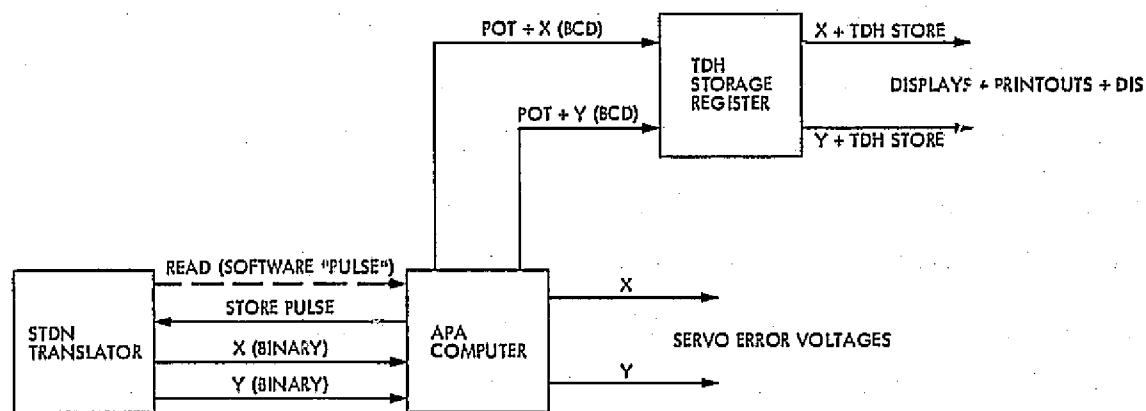 POT + X (BCD)
X + TDH STORE
TDH
STORAGE
REGISTER
DISPLAYS + PRINTOUTS + DIS
POT + Y (BCD)
Y + TDH STORE
READ (SOFTWARE "PULSE")
STORE PULSE
STDN
TRANSLATOR
X (BINARY)
Y (BINARY)
APA
COMPUTER
X
SERVO ERROR VOLTAGES
Y